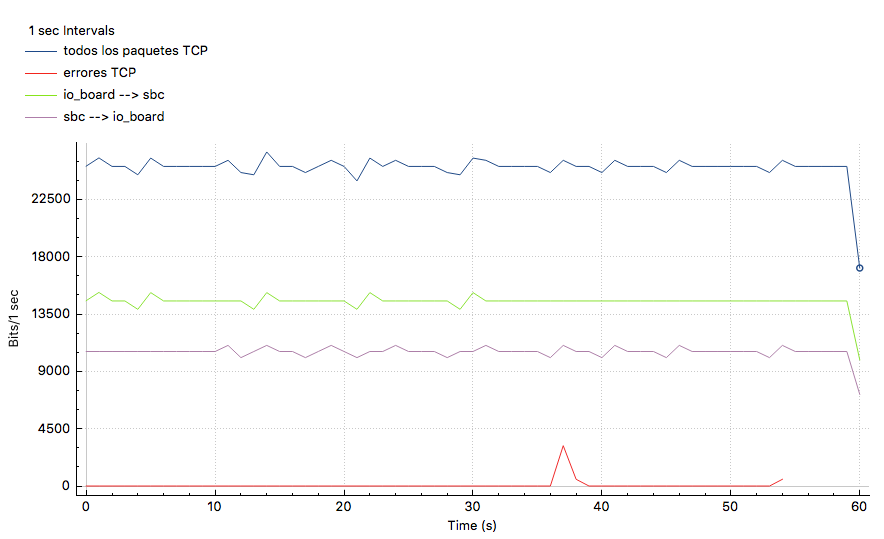 1 sec Intervals
todos los paquetes TCP
errores TCP
io_board --> sbc
sbc --> io_board
22500
18000
13500
9000
4500
0
Bits/1 sec
0 10 20 30 40 50 60
Time (s)